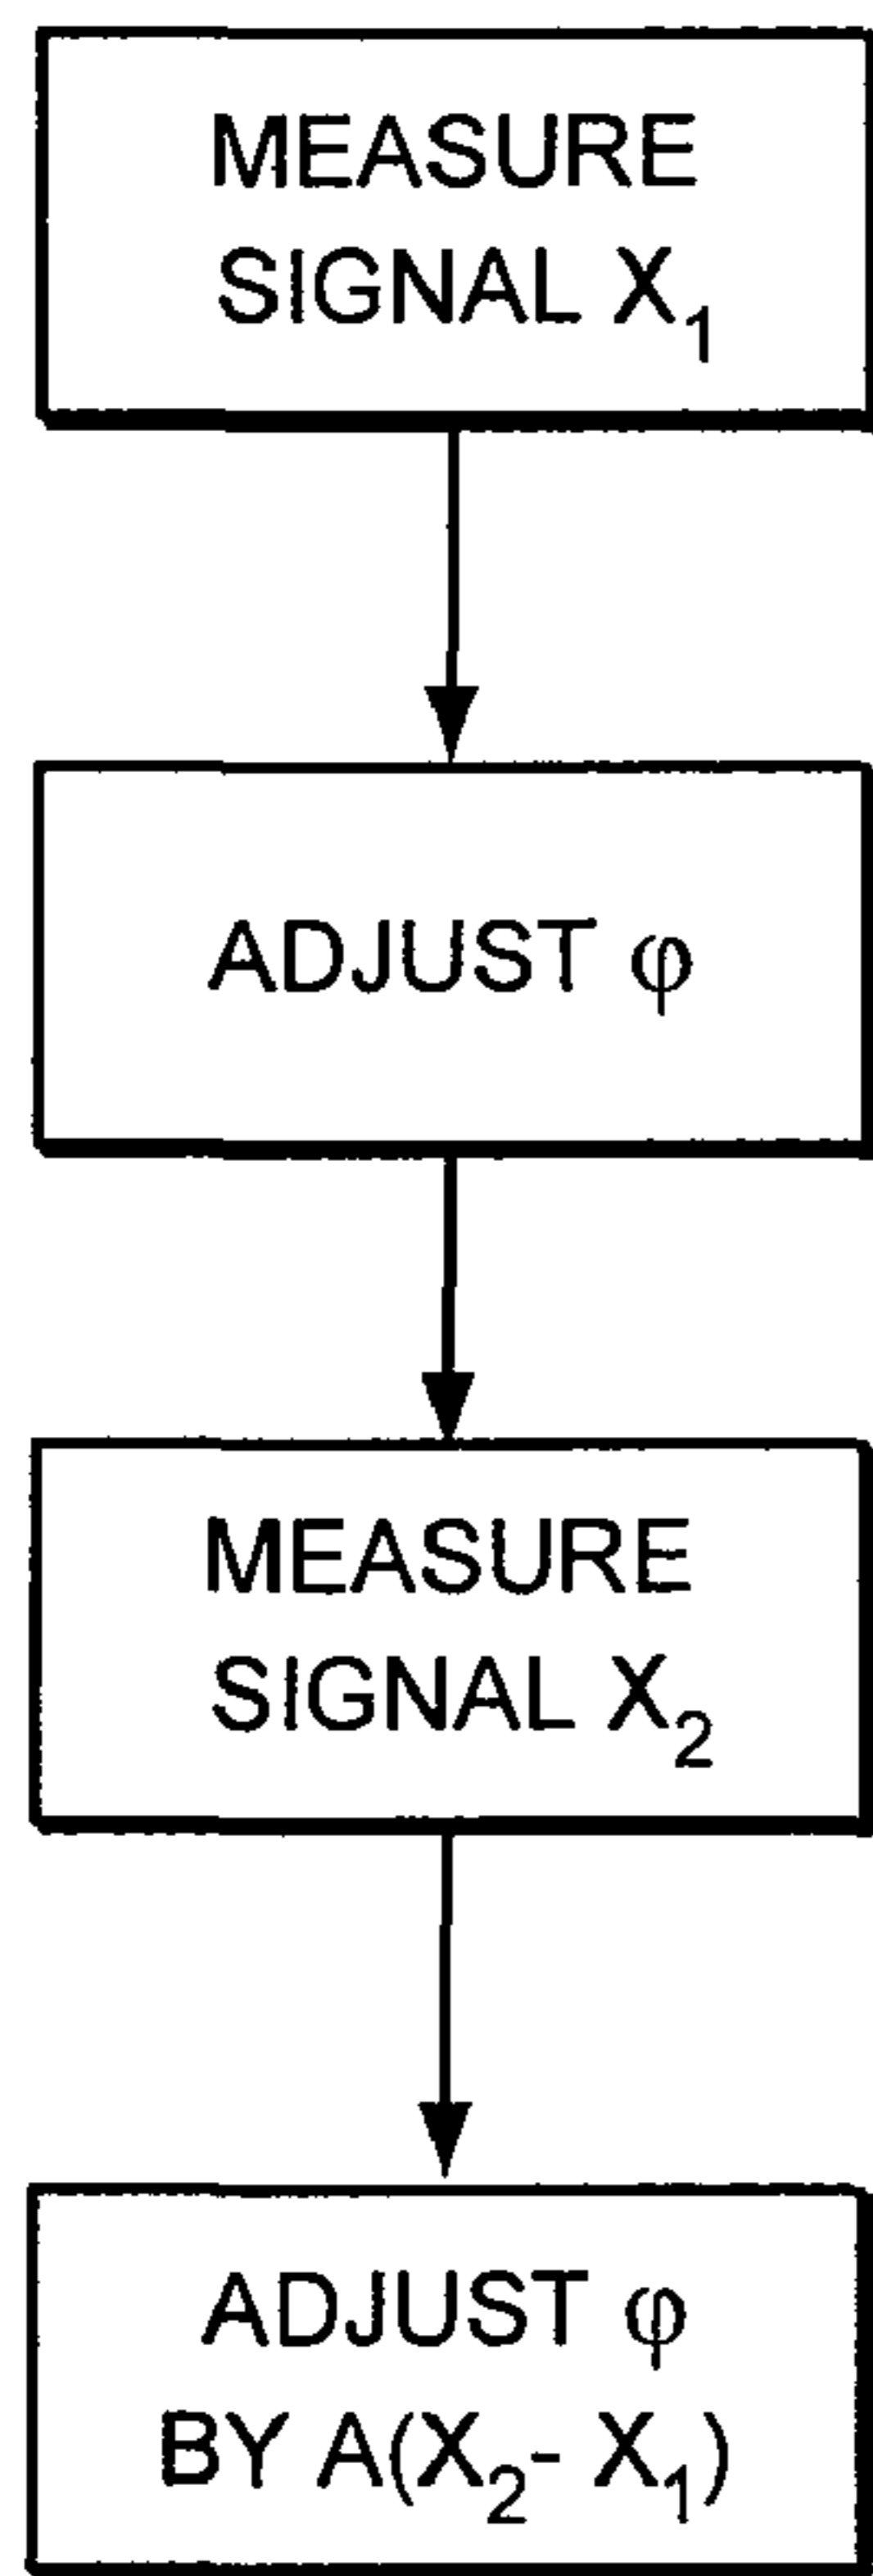 MEASURE
SIGNAL X₁
ADJUST φ
MEASURE
SIGNAL X₂
ADJUST φ
BY A(X₂- X₁)